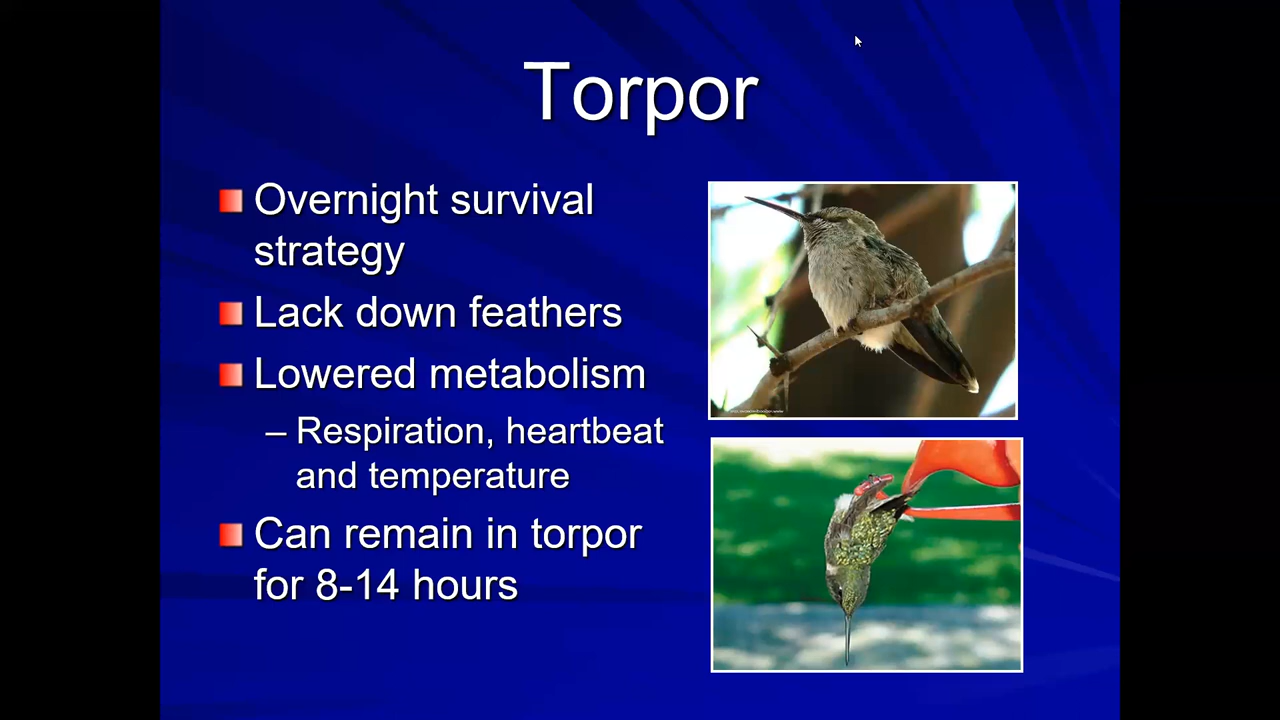 Torpor
Overnight survival
strategy
Lack down feathers
Lowered metabolism
– Respiration, heartbeat
and temperature
Can remain in torpor
for 8-14 hours